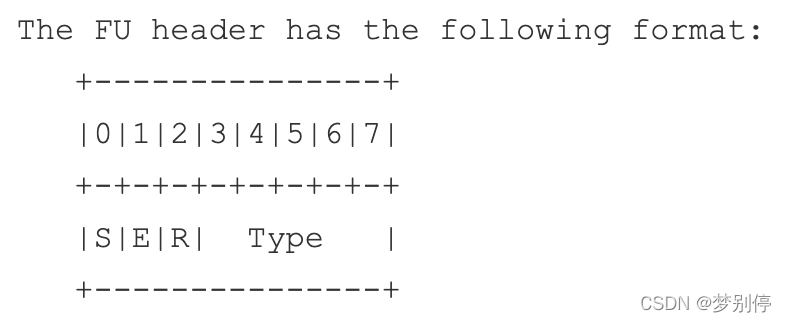 The FU header has the following format:
+---------------+
|0|1|2|3|4|5|6|7|
+-+-+-+-+-+-+-+-+
|S|E|R|  Type   |
+---------------+
CSDN @梦别停